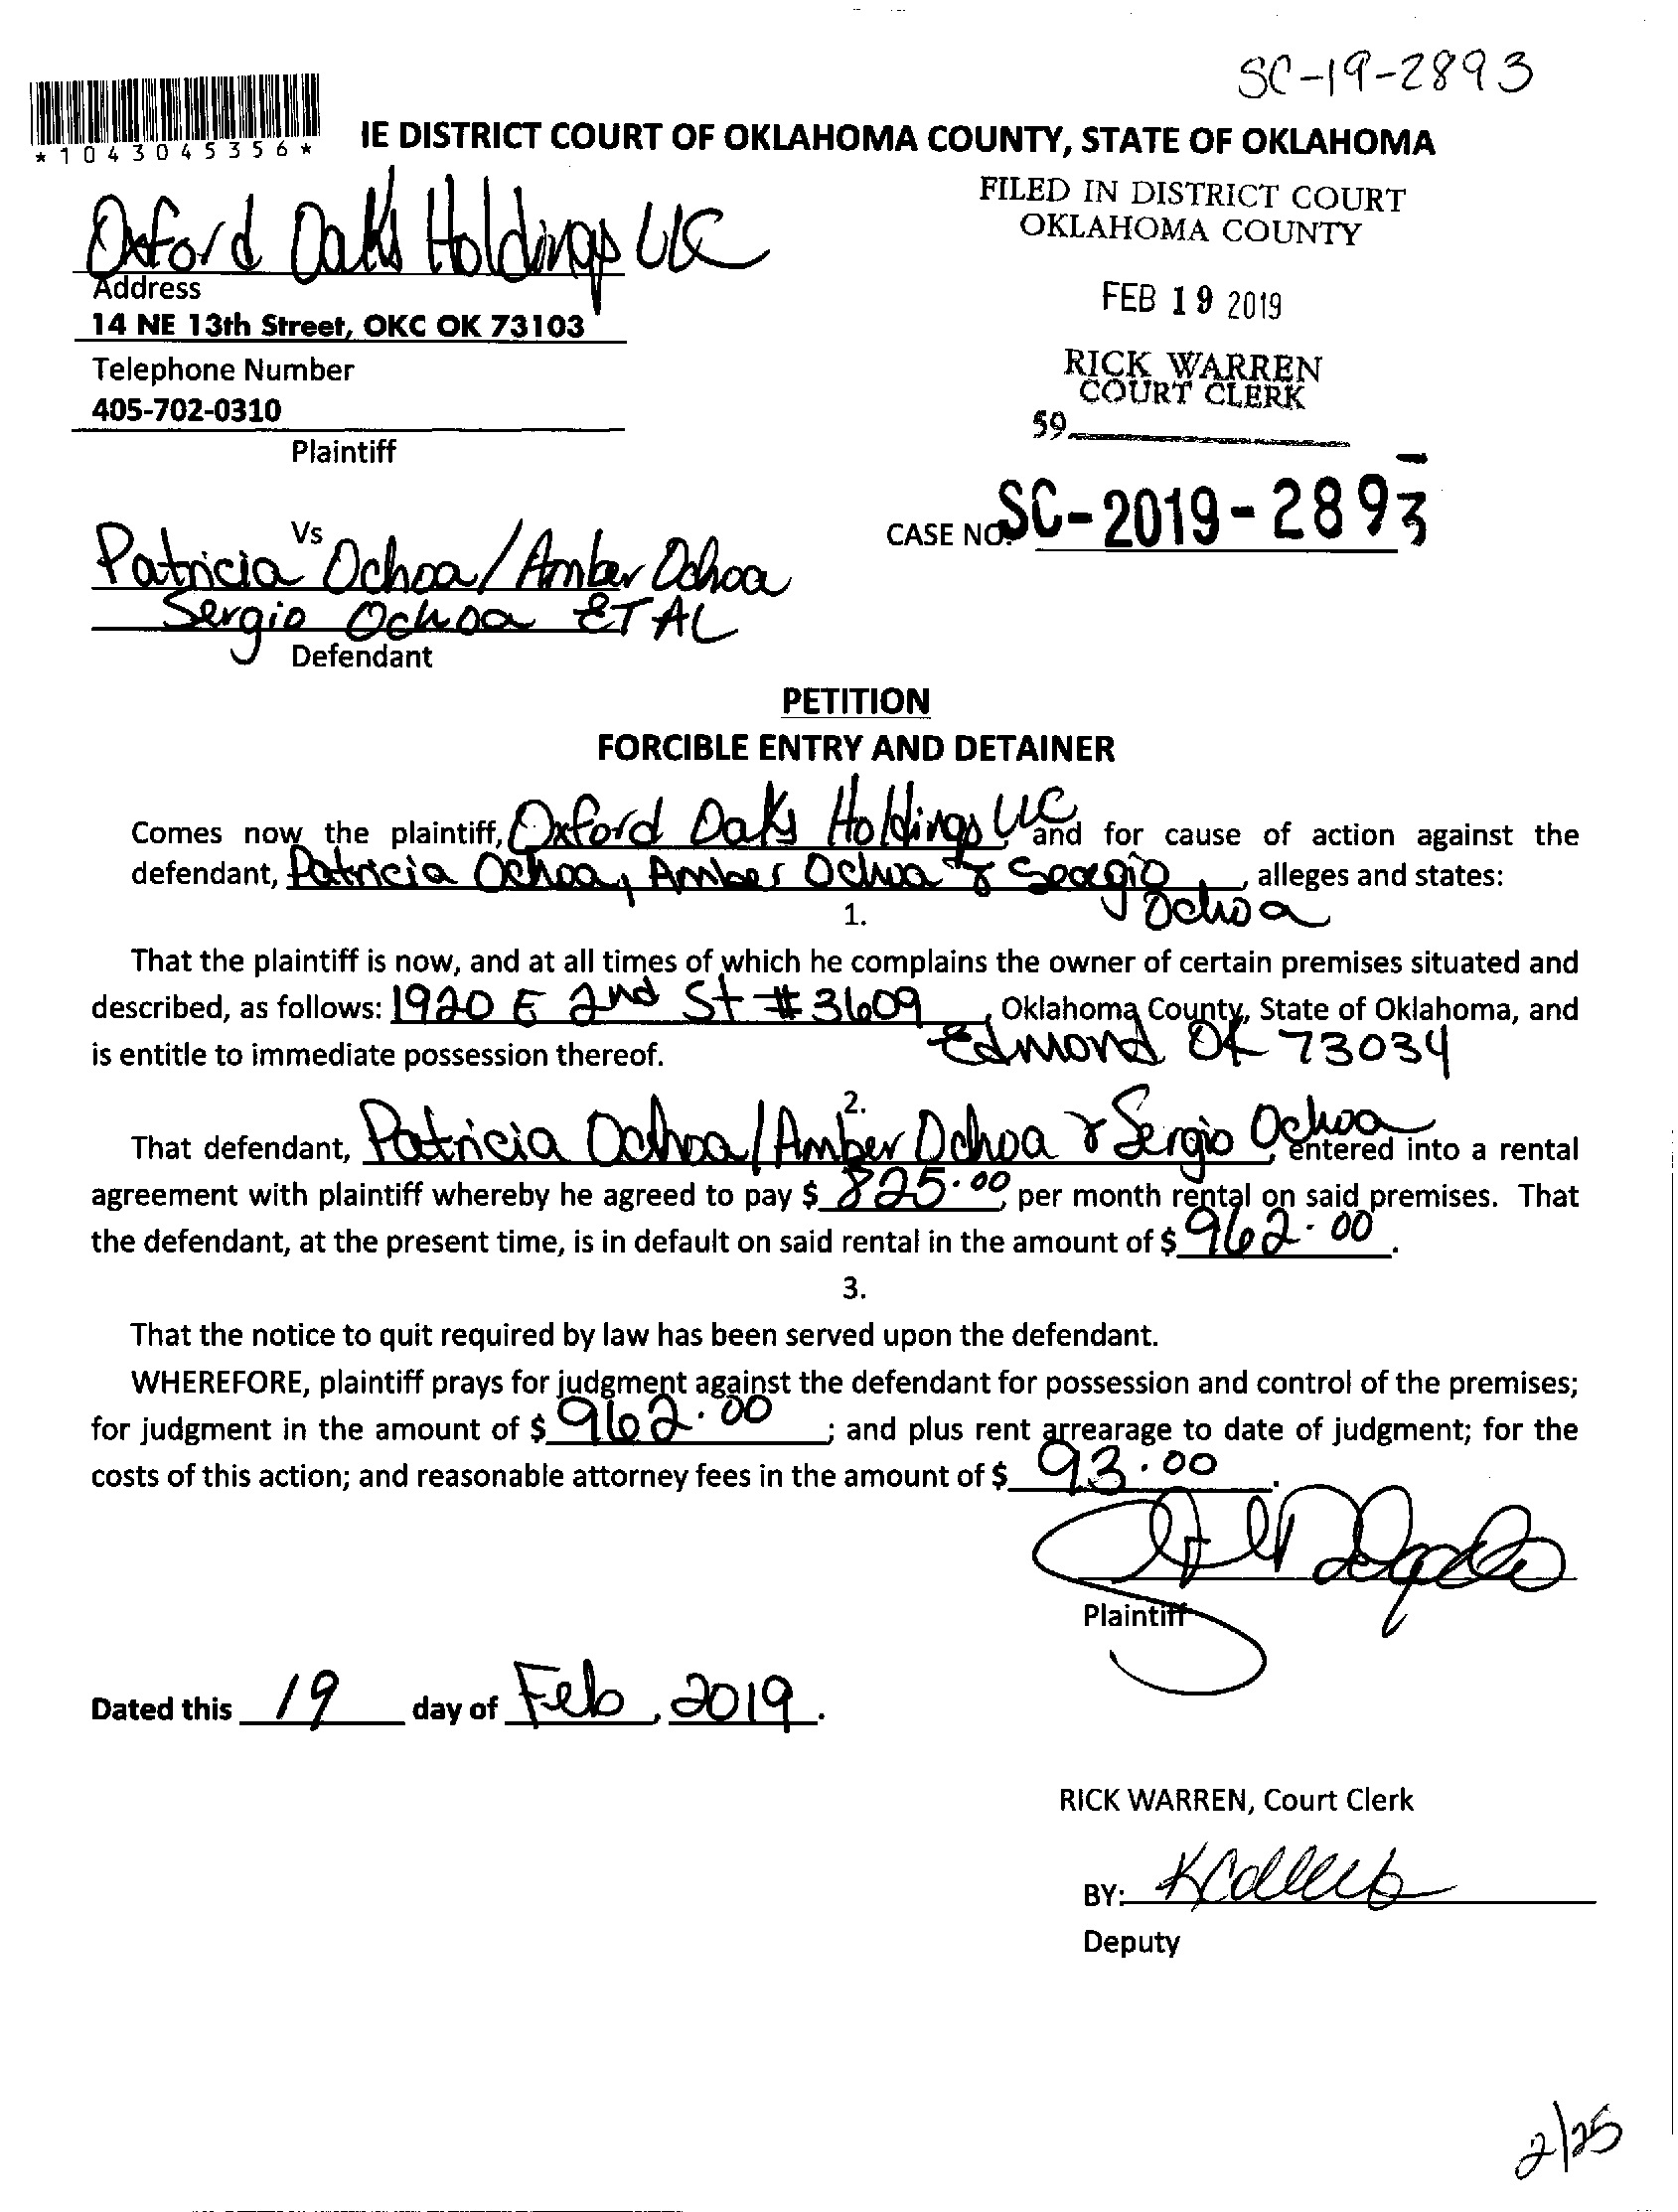 SC-19-2893
*1043045356*
IE DISTRICT COURT OF OKLAHOMA COUNTY, STATE OF OKLAHOMA
FILED IN DISTRICT COURT
OKLAHOMA COUNTY
FEB 19 2019
RICK WARREN
COURT CLERK
59
Oxford Oaks Holdings LLC
Address
14 NE 13th Street, OKC OK 73103
Telephone Number
405-702-0310
Plaintiff
CASE NO. SC-2019-2893
Vs
Patricia Ochoa/Amber Ochoa
Sergio Ochoa ET AL
Defendant
PETITION
FORCIBLE ENTRY AND DETAINER
Comes now the plaintiff, Oxford Oaks Holdings LLC, and for cause of action against the
defendant, Patricia Ochoa, Amber Ochoa & Sergio Ochoa, alleges and states:
1.
That the plaintiff is now, and at all times of which he complains the owner of certain premises situated and
described, as follows: 1920 E 2nd St #3609, Oklahoma County, State of Oklahoma, and
is entitle to immediate possession thereof. Edmond OK 73034
2.
That defendant, Patricia Ochoa/Amber Ochoa & Sergio Ochoa, entered into a rental
agreement with plaintiff whereby he agreed to pay $ 825.00, per month rental on said premises. That
the defendant, at the present time, is in default on said rental in the amount of $ 962.00.
3.
That the notice to quit required by law has been served upon the defendant.
WHEREFORE, plaintiff prays for judgment against the defendant for possession and control of the premises;
for judgment in the amount of $ 962.00; and plus rent arrearage to date of judgment; for the
costs of this action; and reasonable attorney fees in the amount of $ 93.00.
Plaintiff
Dated this 19 day of Feb, 2019.
RICK WARREN, Court Clerk
BY:
Deputy
2/25